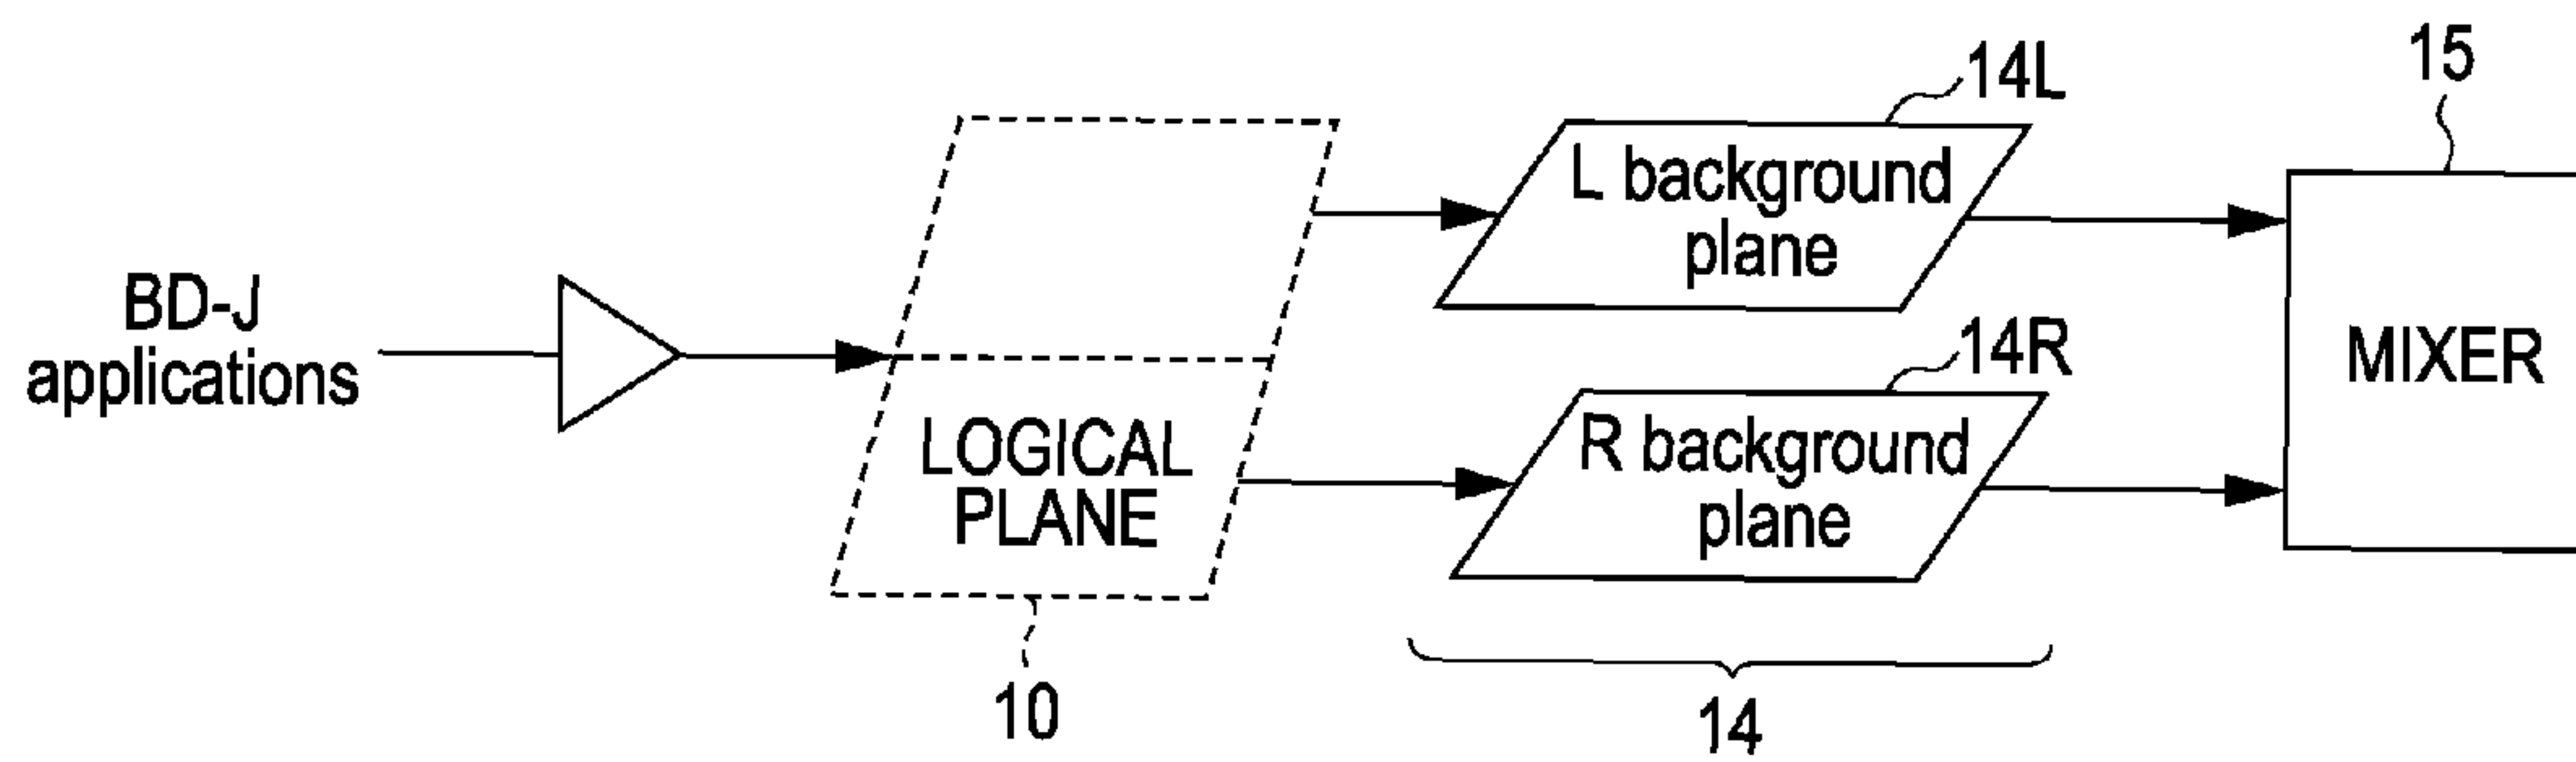 BD-J
applications
LOGICAL
PLANE
10
L background
plane
14L
R background
plane
14R
14
MIXER
15